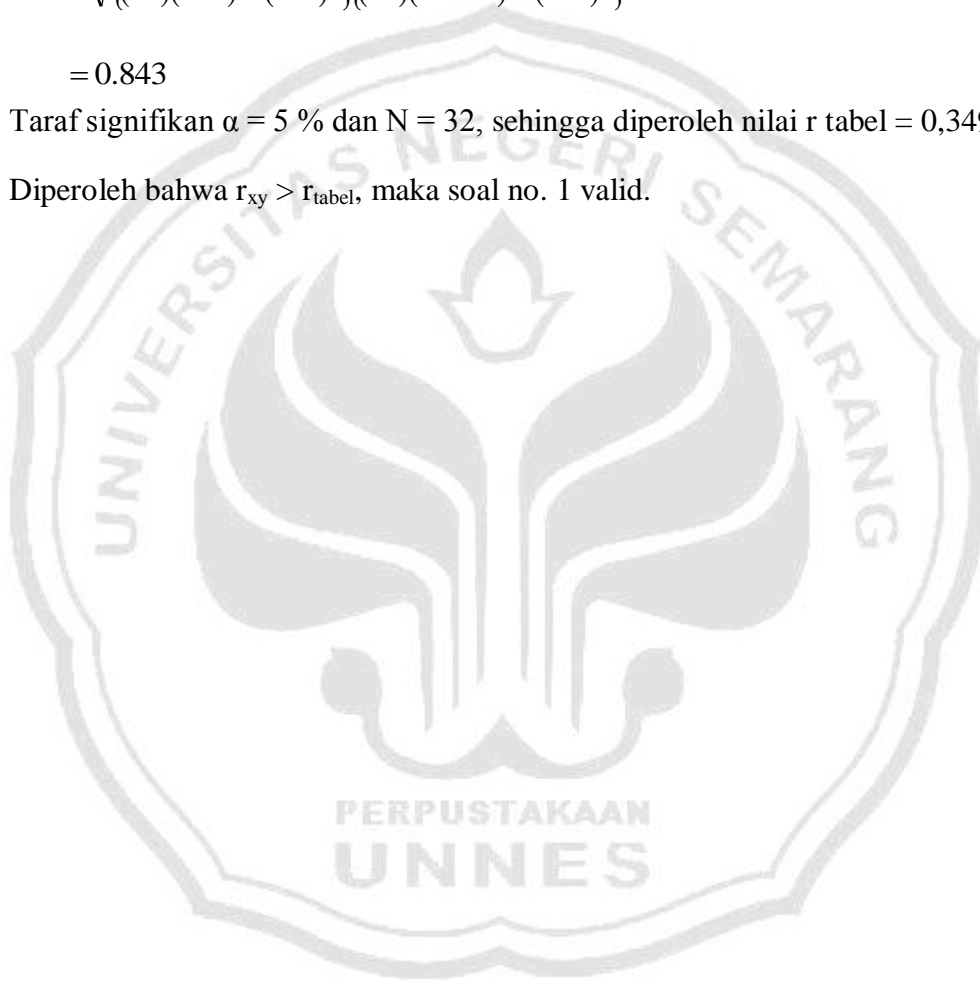 = 0.843
Taraf signifikan α = 5 % dan N = 32, sehingga diperoleh nilai r tabel = 0,349
Diperoleh bahwa rxy > rtabel, maka soal no. 1 valid.
UNIVERSITAS NEGERI SEMARANG
PERPUSTAKAAN
UNNES